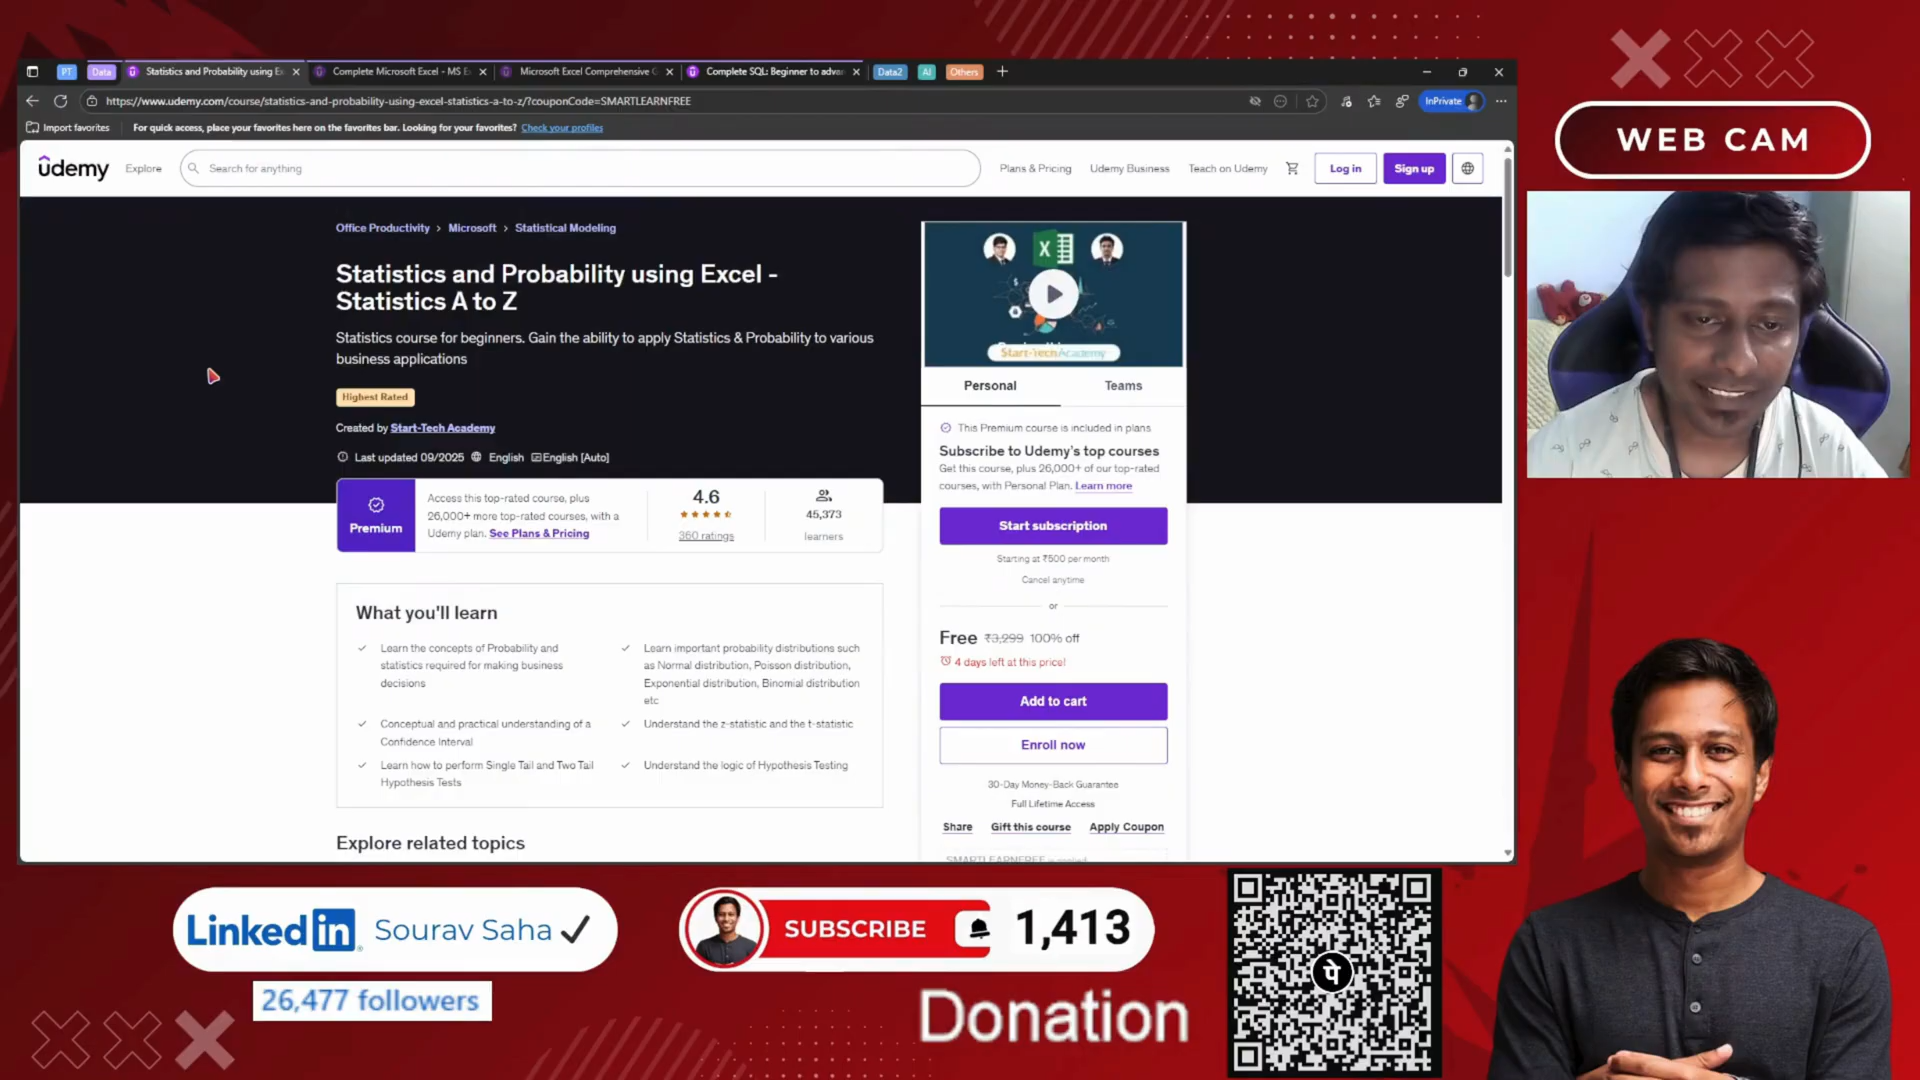 PT
Data
Statistics and Probability using Ex
Complete Microsoft Excel - MS E
Microsoft Excel Comprehensive C
Complete SQL: Beginner to advan
Data2
AI
Others
https://www.udemy.com/course/statistics-and-probability-using-excel-statistics-a-to-z/?couponCode=SMARTLEARNFREE
InPrivate
Import favorites
For quick access, place your favorites here on the favorites bar. Looking for your favorites? Check your profiles
udemy
Explore
Search for anything
Plans & Pricing
Udemy Business
Teach on Udemy
Log in
Sign up
Office Productivity > Microsoft > Statistical Modeling
Statistics and Probability using Excel -
Statistics A to Z
Statistics course for beginners. Gain the ability to apply Statistics & Probability to various
business applications
Highest Rated
Created by Start-Tech Academy
Last updated 09/2025 English English [Auto]
Premium
Access this top-rated course, plus
26,000+ more top-rated courses, with a
Udemy plan. See Plans & Pricing
4.6
360 ratings
45,373
learners
What you'll learn
Learn the concepts of Probability and
statistics required for making business
decisions
Conceptual and practical understanding of a
Confidence Interval
Learn how to perform Single Tail and Two Tail
Hypothesis Tests
Learn important probability distributions such
as Normal distribution, Poisson distribution,
Exponential distribution, Binomial distribution
etc
Understand the z-statistic and the t-statistic
Understand the logic of Hypothesis Testing
Explore related topics
Start-Tech Academy
Personal
Teams
This Premium course is included in plans
Subscribe to Udemy's top courses
Get this course, plus 26,000+ of our top-rated
courses, with Personal Plan. Learn more
Start subscription
Starting at ₹500 per month
Cancel anytime
or
Free ₹3,299 100% off
4 days left at this price!
Add to cart
Enroll now
30-Day Money-Back Guarantee
Full Lifetime Access
Share
Gift this course
Apply Coupon
SMARTLEARNFREE is applied
WEB CAM
Linkedin Sourav Saha
26,477 followers
SUBSCRIBE
1,413
Donation
पे